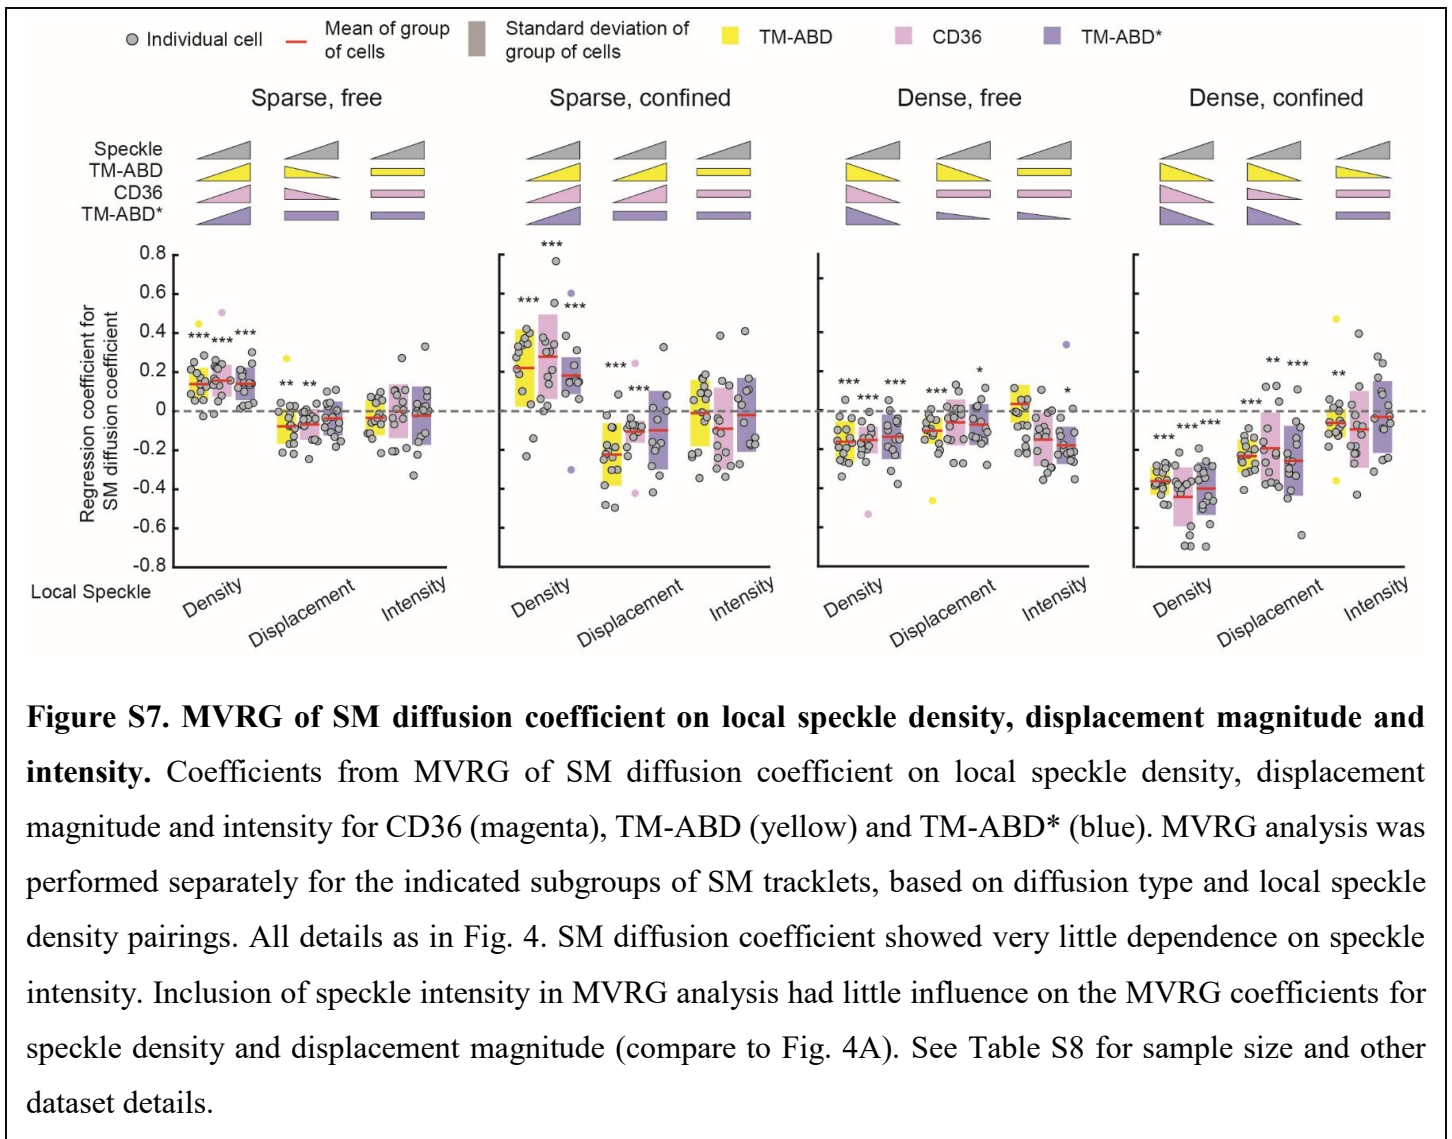 Individual cell
Mean of group
of cells
Standard deviation of
group of cells
TM-ABD
CD36
TM-ABD*
Sparse, free
Sparse, confined
Dense, free
Dense, confined
Speckle
TM-ABD
CD36
TM-ABD*
Regression coefficient for
SM diffusion coefficient
0.8
0.6
0.4
0.2
0
-0.2
-0.4
-0.6
-0.8
*** *** ***
** **
*** *** ***
*** ***
*** *** ***
*** *
*
*** *** ***
*** ** ***
**
Local Speckle
Density Displacement Intensity
Density Displacement Intensity
Density Displacement Intensity
Density Displacement Intensity
Figure S7. MVRG of SM diffusion coefficient on local speckle density, displacement magnitude and
intensity. Coefficients from MVRG of SM diffusion coefficient on local speckle density, displacement
magnitude and intensity for CD36 (magenta), TM-ABD (yellow) and TM-ABD* (blue). MVRG analysis was
performed separately for the indicated subgroups of SM tracklets, based on diffusion type and local speckle
density pairings. All details as in Fig. 4. SM diffusion coefficient showed very little dependence on speckle
intensity. Inclusion of speckle intensity in MVRG analysis had little influence on the MVRG coefficients for
speckle density and displacement magnitude (compare to Fig. 4A). See Table S8 for sample size and other
dataset details.